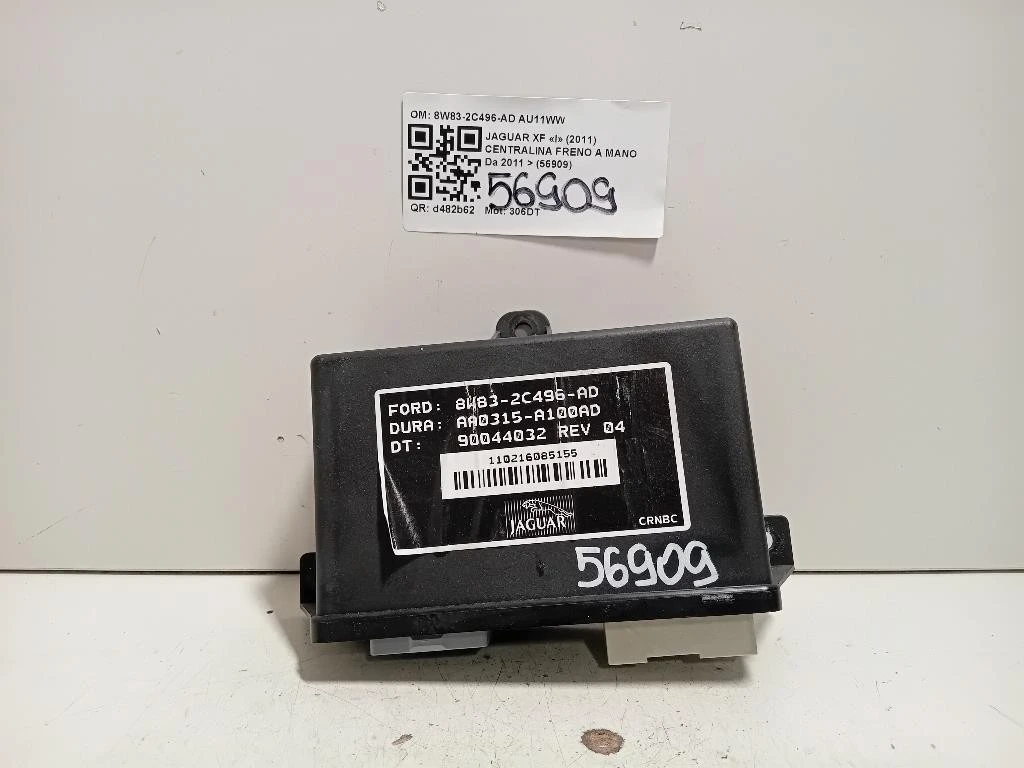 OM: 8W83-2C496-AD AU11WW
JAGUAR XF «I» (2011)
CENTRALINA FRENO A MANO
Da 2011 > (56909)
56909
QR: d482b62 Mot: 306DT
FORD: 8W83-2C496-AD
DURA: AA0315-A100AD
DT: 90044032 REV 04
110216085155
JAGUAR
CRNBC
56909